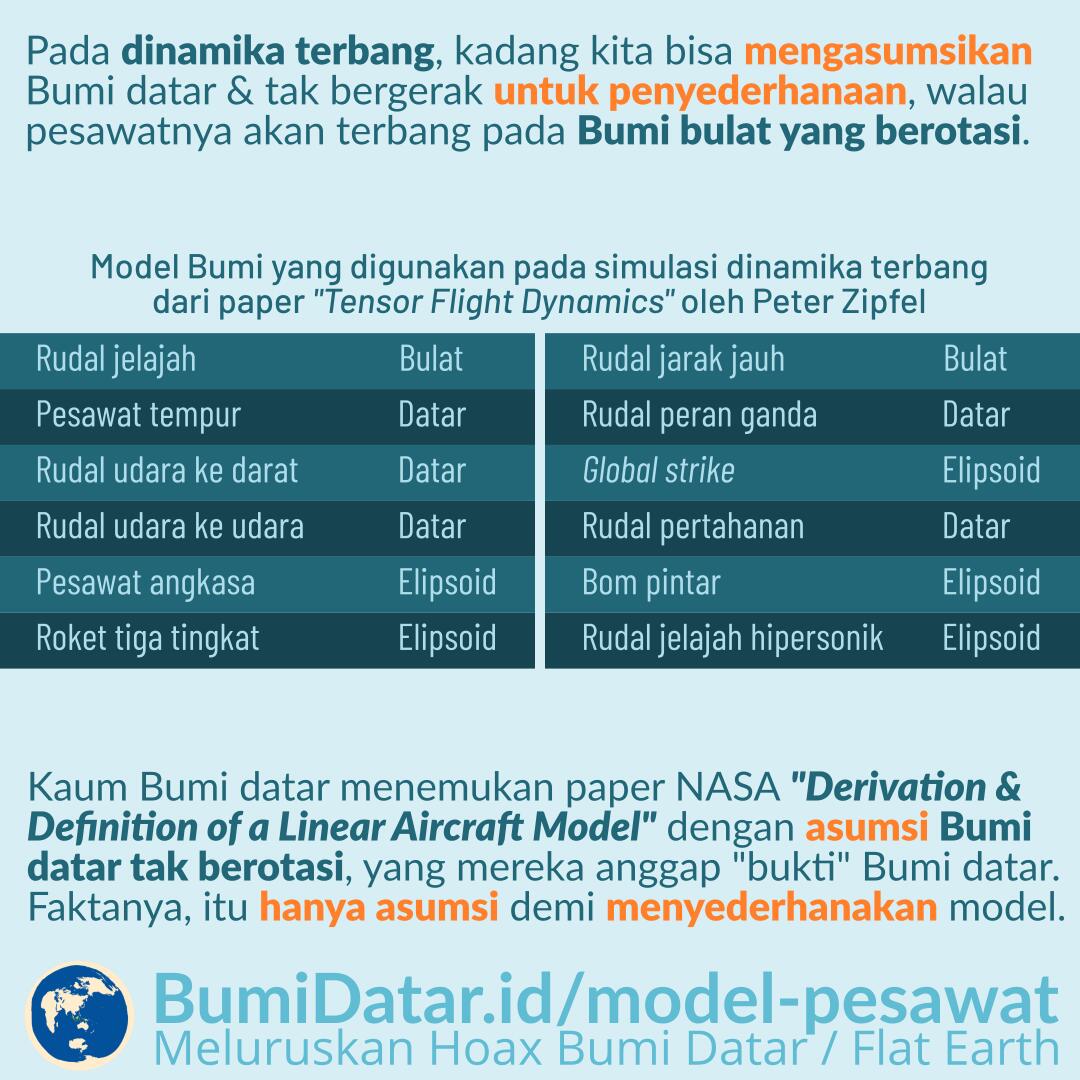 Pada dinamika terbang, kadang kita bisa mengasumsikan
Bumi datar & tak bergerak untuk penyederhanaan, walau
pesawatnya akan terbang pada Bumi bulat yang berotasi.
Model Bumi yang digunakan pada simulasi dinamika terbang
dari paper "Tensor Flight Dynamics" oleh Peter Zipfel
Rudal jelajah Bulat
Pesawat tempur Datar
Rudal udara ke darat Datar
Rudal udara ke udara Datar
Pesawat angkasa Elipsoid
Roket tiga tingkat Elipsoid
Rudal jarak jauh Bulat
Rudal peran ganda Datar
Global strike Elipsoid
Rudal pertahanan Datar
Bom pintar Elipsoid
Rudal jelajah hipersonik Elipsoid
Kaum Bumi datar menemukan paper NASA "Derivation &
Definition of a Linear Aircraft Model" dengan asumsi Bumi
datar tak berotasi, yang mereka anggap "bukti" Bumi datar.
Faktanya, itu hanya asumsi demi menyederhanakan model.
BumiDatar.id/model-pesawat
Meluruskan Hoax Bumi Datar / Flat Earth